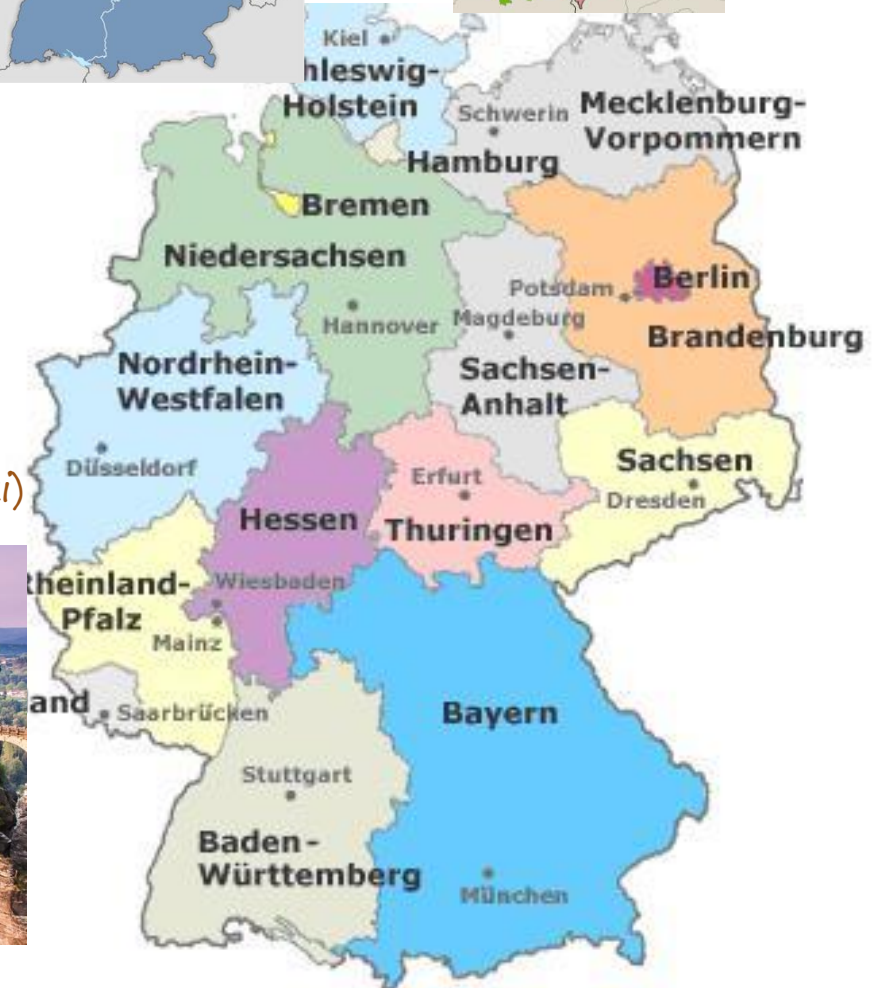 Kiel
hleswig-
Holstein
Schwerin
Mecklenburg-
Vorpommern
Hamburg
Bremen
Niedersachsen
Berlin
Potsdam
Hannover
Magdeburg
Brandenburg
Nordrhein-
Westfalen
Sachsen-
Anhalt
Düsseldorf
Sachsen
Erfurt
Dresden
i)
Hessen
Thuringen
heinland-
Pfalz
Wiesbaden
Mainz
and
Saarbrücken
Bayern
Stuttgart
Baden-
Württemberg
München